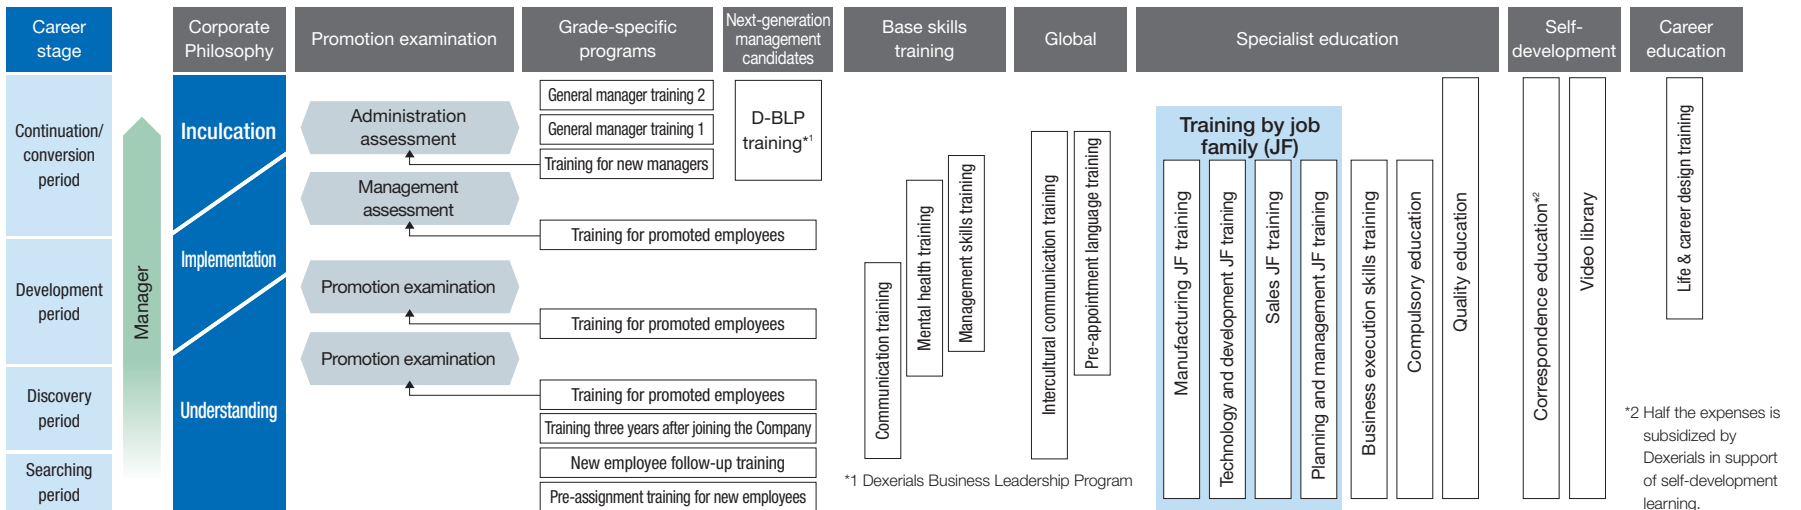 Career
stage
Corporate
Philosophy
Promotion examination
Grade-specific
programs
Next-generation
management
candidates
Base skills
training
Global
Specialist education
Self-
development
Career
education
Continuation/
conversion
period
Development
period
Discovery
period
Searching
period
Manager
Inculcation
Implementation
Understanding
Administration
assessment
Management
assessment
Promotion examination
Promotion examination
General manager training 2
General manager training 1
Training for new managers
Training for promoted employees
Training for promoted employees
Training for promoted employees
Training three years after joining the Company
New employee follow-up training
Pre-assignment training for new employees
D-BLP
training*1
Communication training
Mental health training
Management skills training
Intercultural communication training
Pre-appointment language training
Training by job
family (JF)
Manufacturing JF training
Technology and development JF training
Sales JF training
Planning and management JF training
Business execution skills training
Compulsory education
Quality education
Correspondence education*2
Video library
Life & career design training
*1 Dexerials Business Leadership Program
*2 Half the expenses is
subsidized by
Dexerials in support
of self-development
learning.